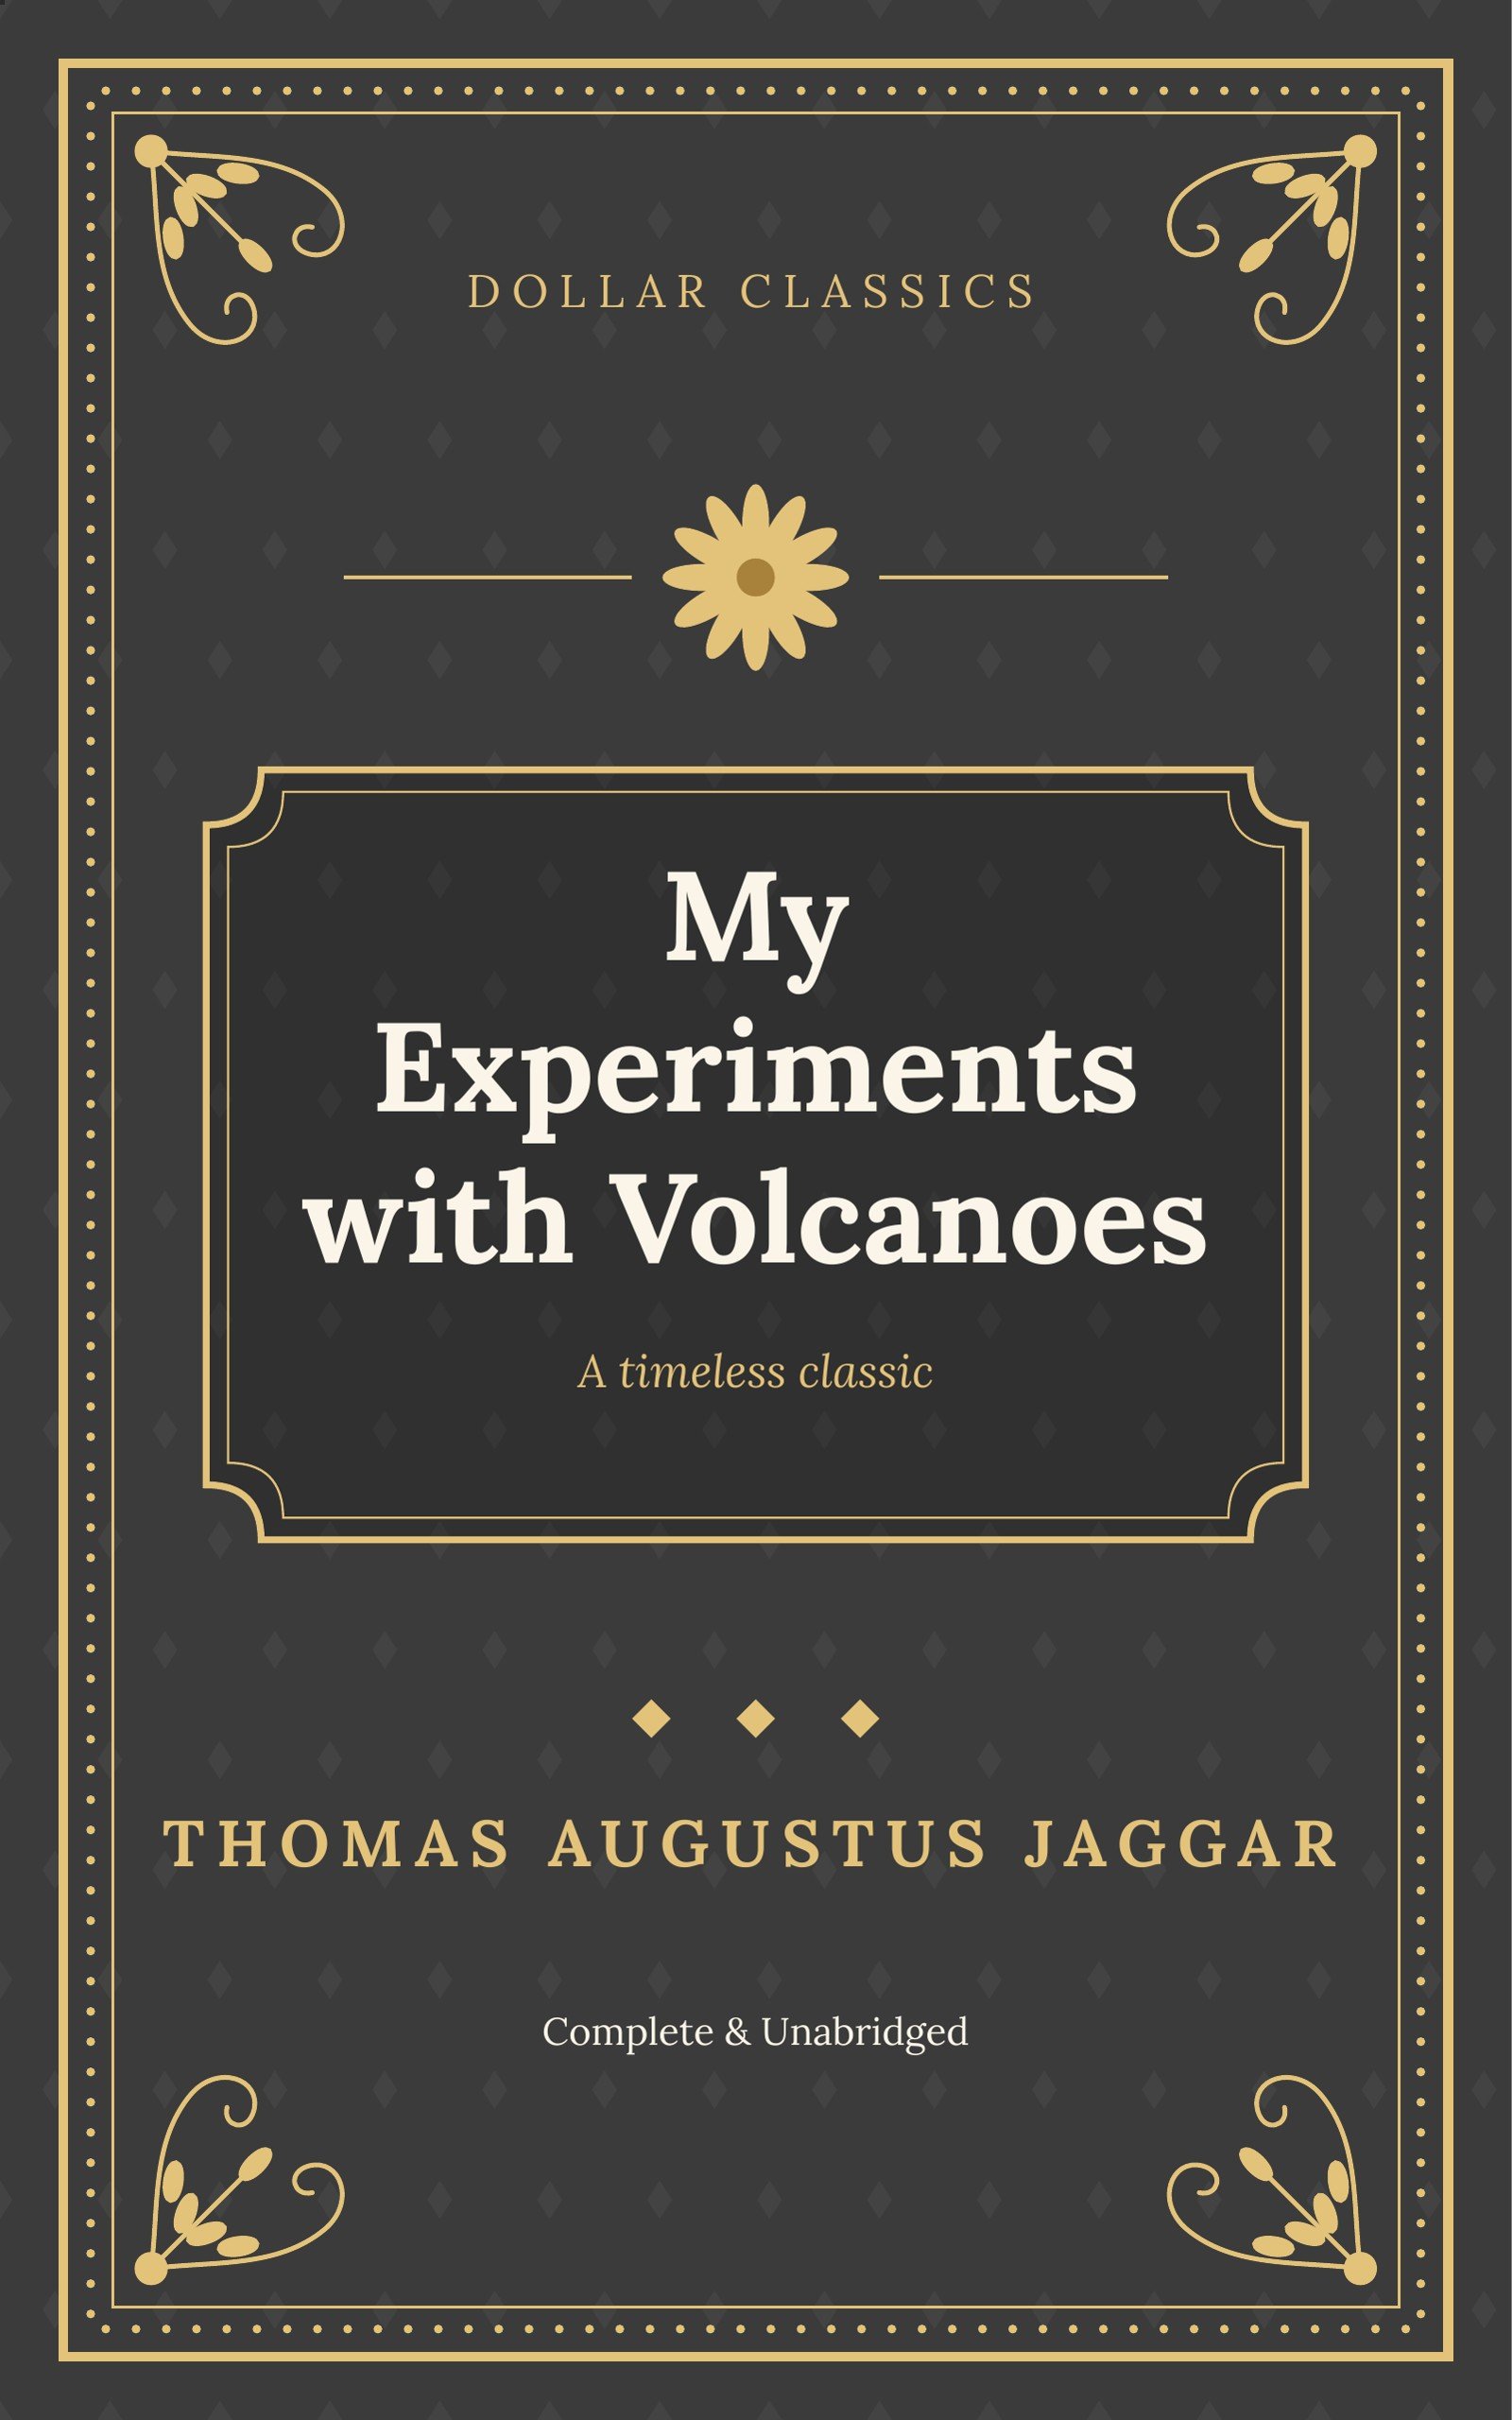 DOLLAR CLASSICS
My
Experiments
with Volcanoes
A timeless classic
THOMAS AUGUSTUS JAGGAR
Complete & Unabridged